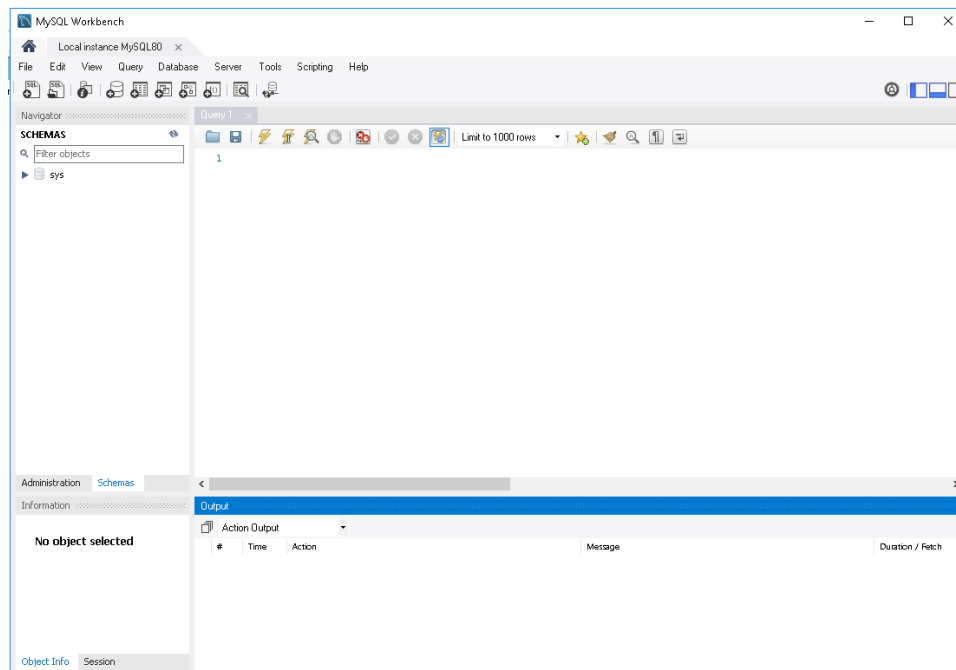 MySQL Workbench
Local instance MySQL80
File Edit View Query Database Server Tools Scripting Help
Navigator
SCHEMAS
Filter objects
sys
Administration Schemas
Information
No object selected
Object Info Session
Query 1
Limit to 1000 rows
1
Output
Action Output
# Time Action Message Duration / Fetch